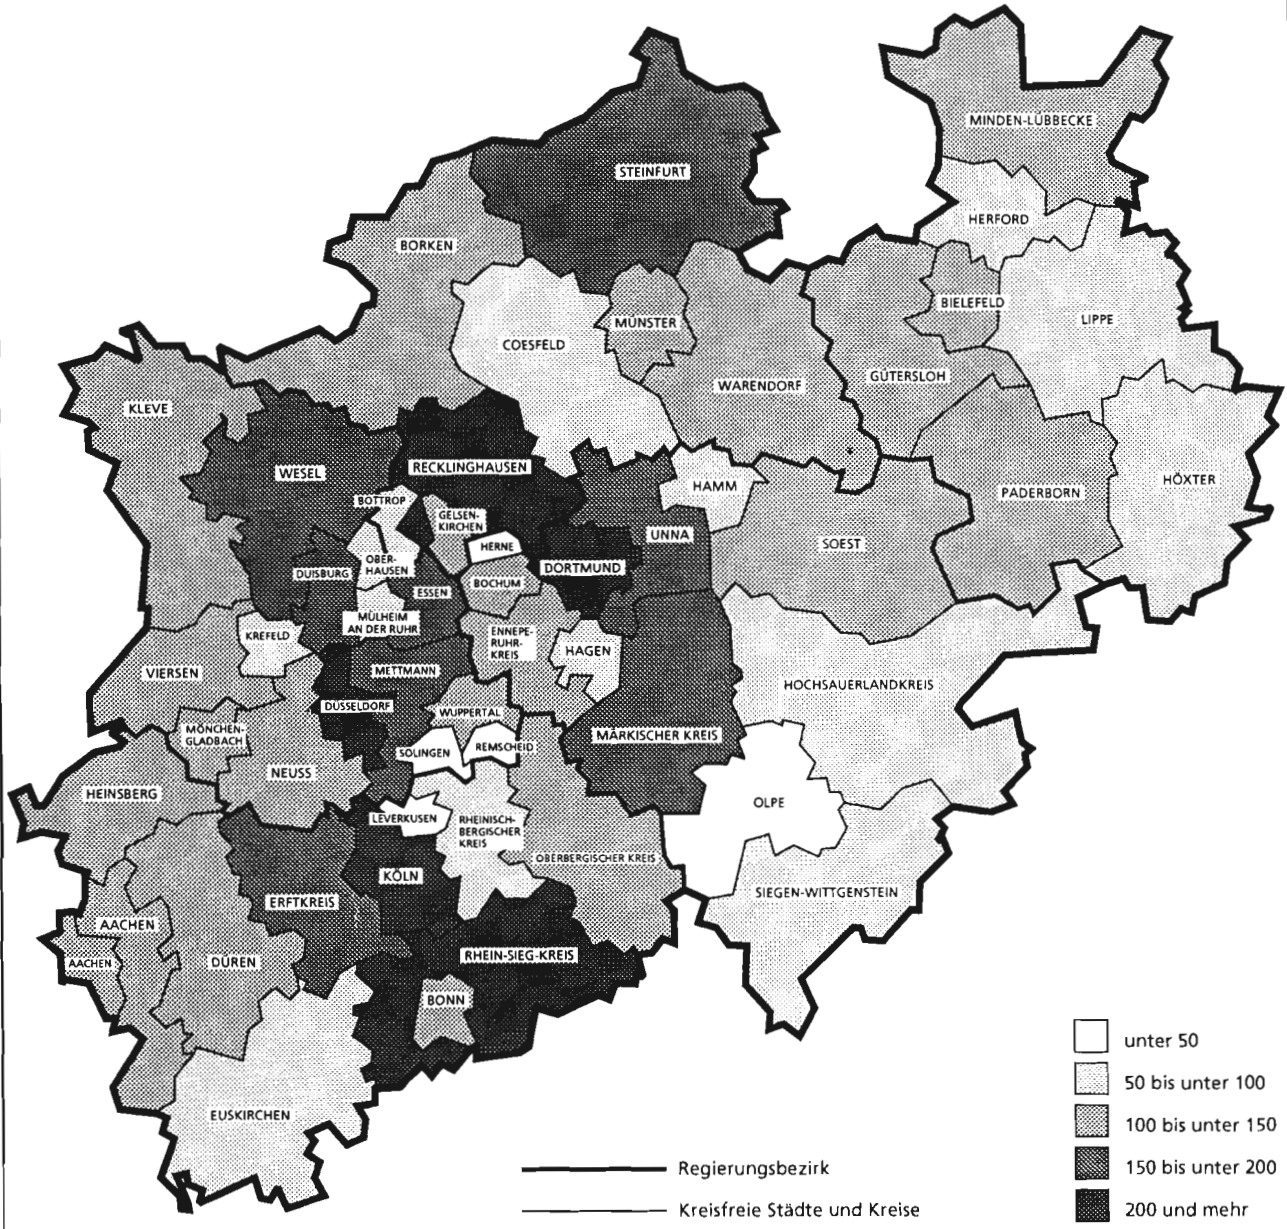 MINDEN-LÜBBECKE
STEINFURT
HERFORD
BORKEN
BIELEFELD
LIPPE
MÜNSTER
COESFELD
GÜTERSLOH
WARENDORF
KLEVE
RECKLINGHAUSEN
WESEL
HÖXTER
HAMM
PADERBORN
BOTTROP
GELSEN-
KIRCHEN
UNNA
HERNE
SOEST
OBER-
HAUSEN
DORTMUND
DUISBURG
BOCHUM
ESSEN
MÜLHEIM
AN DER RUHR
KREFELD
ENNEPE-
RUHR-
KREIS
HAGEN
VIERSEN
METTMANN
HOCHSAUERLANDKREIS
DÜSSELDORF
WUPPERTAL
MÖNCHEN-
GLADBACH
MÄRKISCHER KREIS
SOLINGEN
REMSCHEID
NEUSS
HEINSBERG
OLPE
LEVERKUSEN
RHEINISCH-
BERGISCHER
KREIS
OBERBERGISCHER KREIS
KÖLN
SIEGEN-WITTGENSTEIN
ERFTKREIS
AACHEN
AACHEN
DÜREN
RHEIN-SIEG-KREIS
BONN
EUSKIRCHEN
unter 50
50 bis unter 100
100 bis unter 150
150 bis unter 200
200 und mehr
Regierungsbezirk
Kreisfreie Städte und Kreise